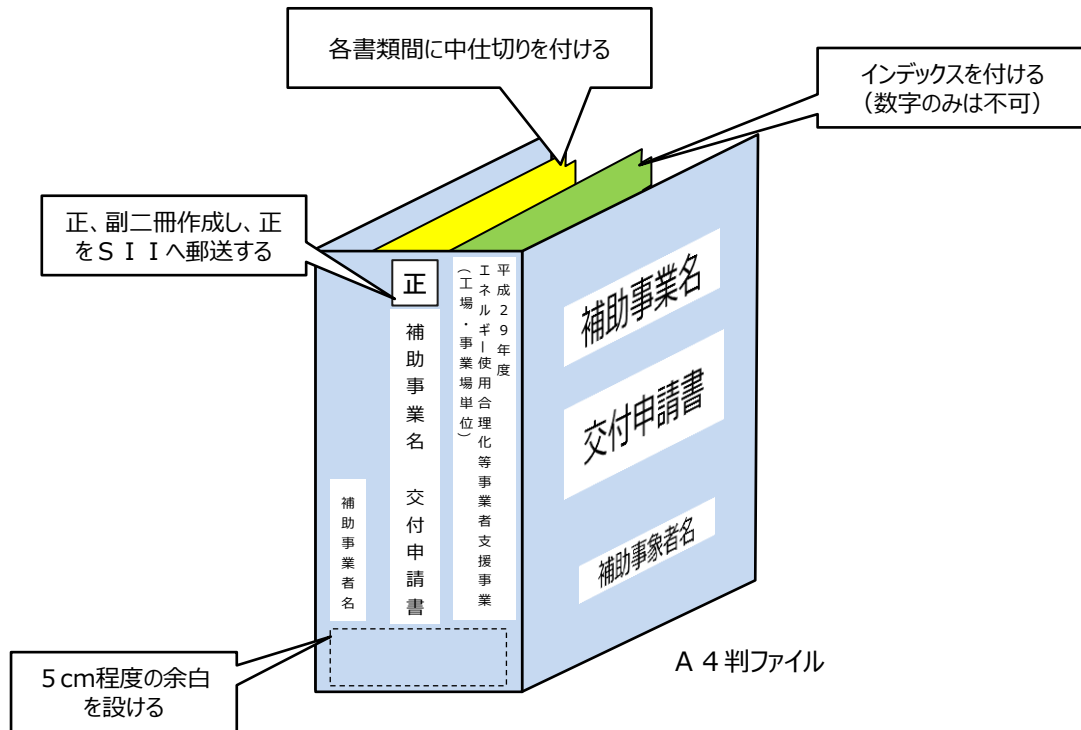 各書類間に中仕切りを付ける
インデックスを付ける
（数字のみは不可）
正、副二冊作成し、正
をＳＩＩへ郵送する
正
平成２９年度
エネルギー使用合理化等事業者支援事業
（工場・事業場単位）
補助事業名　交付申請書
補助事業者名
補助事業名
交付申請書
補助事象者名
５cm程度の余白
を設ける
Ａ４判ファイル